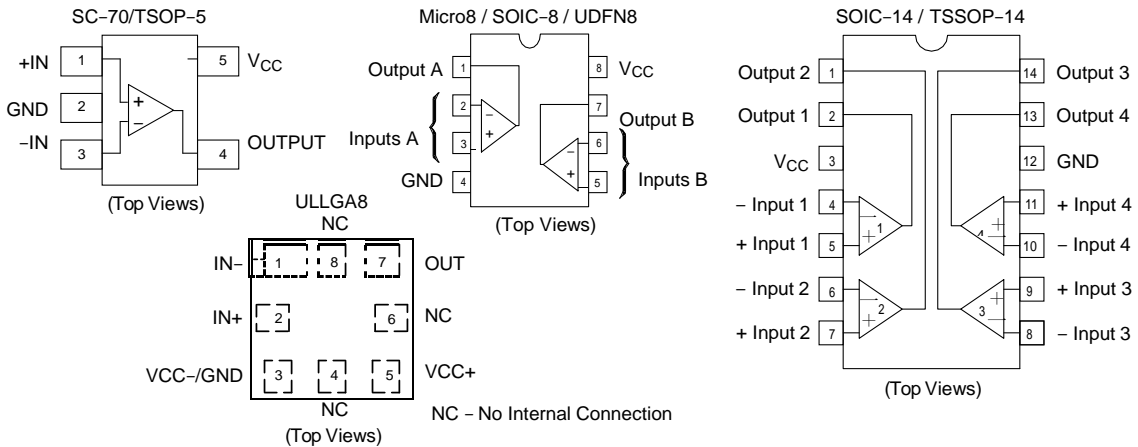 SC-70/TSOP-5
+IN 1 5 VCC
GND 2
-IN 3 4 OUTPUT
+
−
(Top Views)
Micro8 / SOIC-8 / UDFN8
Output A 1 8 VCC
2 7 Output B
Inputs A
3 6
Inputs B
GND 4 5
− +
− +
(Top Views)
SOIC-14 / TSSOP-14
Output 2 1 14 Output 3
Output 1 2 13 Output 4
VCC 3 12 GND
− Input 1 4 11 + Input 4
1 4
+ Input 1 5 10 − Input 4
− Input 2 6 9 + Input 3
2 3
+ Input 2 7 8 − Input 3
(Top Views)
ULLGA8
NC
IN- 1 8 7 OUT
IN+ 2 6 NC
VCC-/GND 3 4 5 VCC+
NC
(Top Views)
NC – No Internal Connection